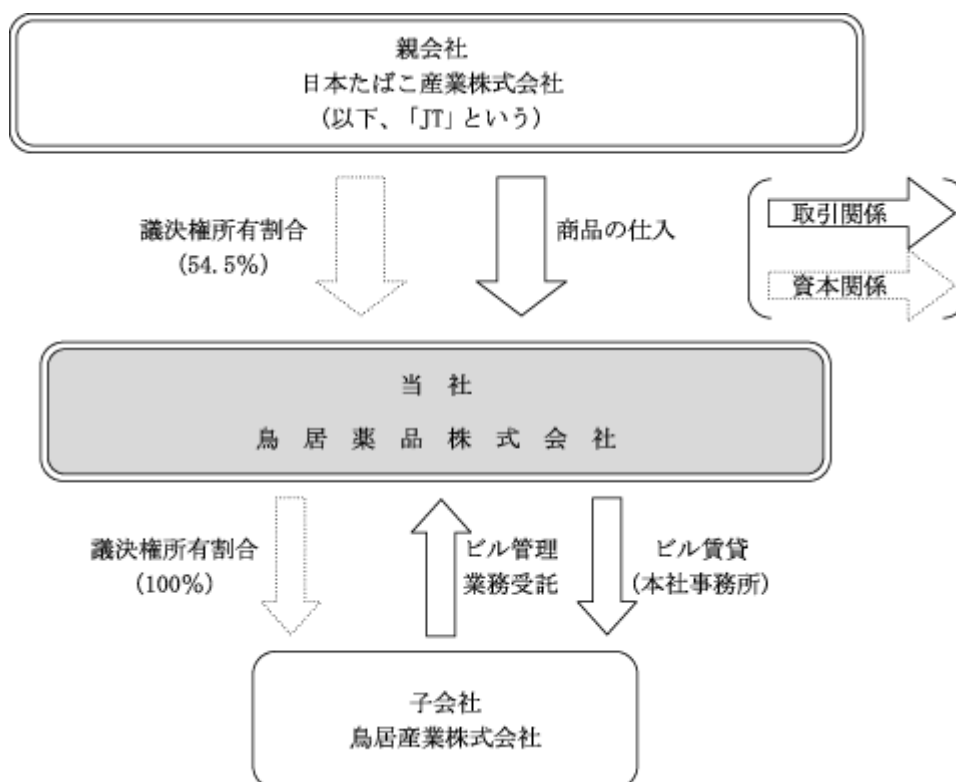 親会社
日本たばこ産業株式会社
(以下、「JT」という)
議決権所有割合
(54.5%)
商品の仕入
取引関係
資本関係
当 社
鳥 居 薬 品 株 式 会 社
議決権所有割合
(100%)
ビル管理
業務受託
ビル賃貸
(本社事務所)
子会社
鳥居産業株式会社